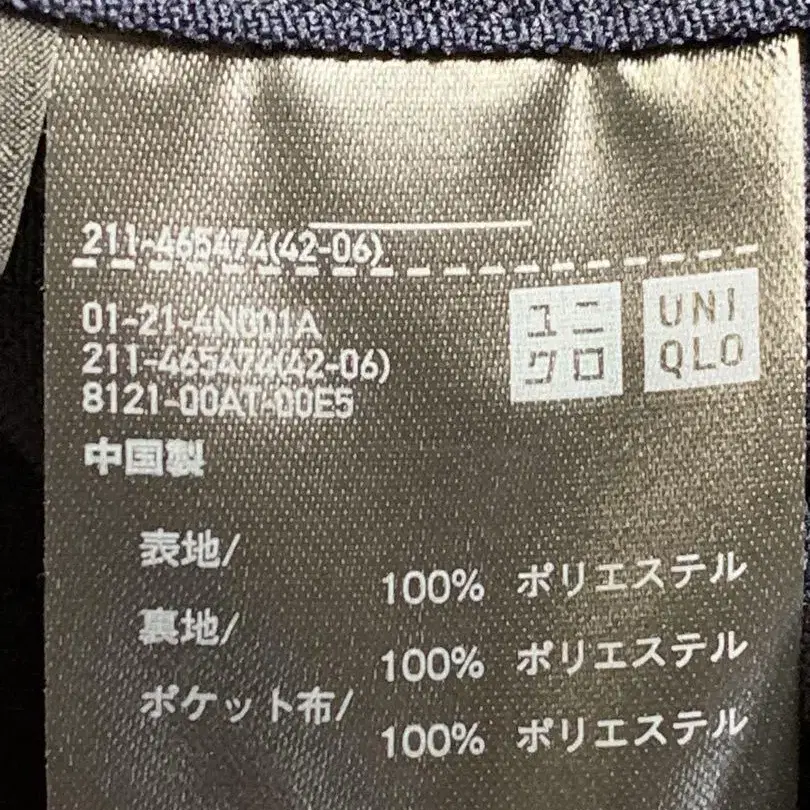 211-465474(42-06)
01-21-4N001A
211-465474(42-06)
8121-00AT-00E5
中国製
ユニ
クロ
UNI
QLO
表地/
100% ポリエステル
裏地/
100% ポリエステル
ポケット布/
100% ポリエステル